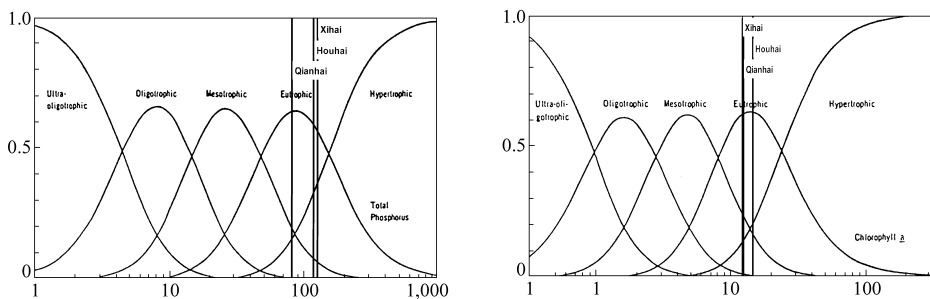 1.0
0.5
0
Xihai
Houhai
Qianhai
Ultra-
oligotrophic
Oligotrophic
Mesotrophic
Eutrophic
Hypertrophic
Total
Phosphorus
1
10
100
1,000
1.0
0.5
0
Xihai
Houhai
Qianhai
Ultra-oli-
gotrophic
Oligotrophic
Mesotrophic
Eutrophic
Hypertrophic
Chlorophyll a
1
1
10
100